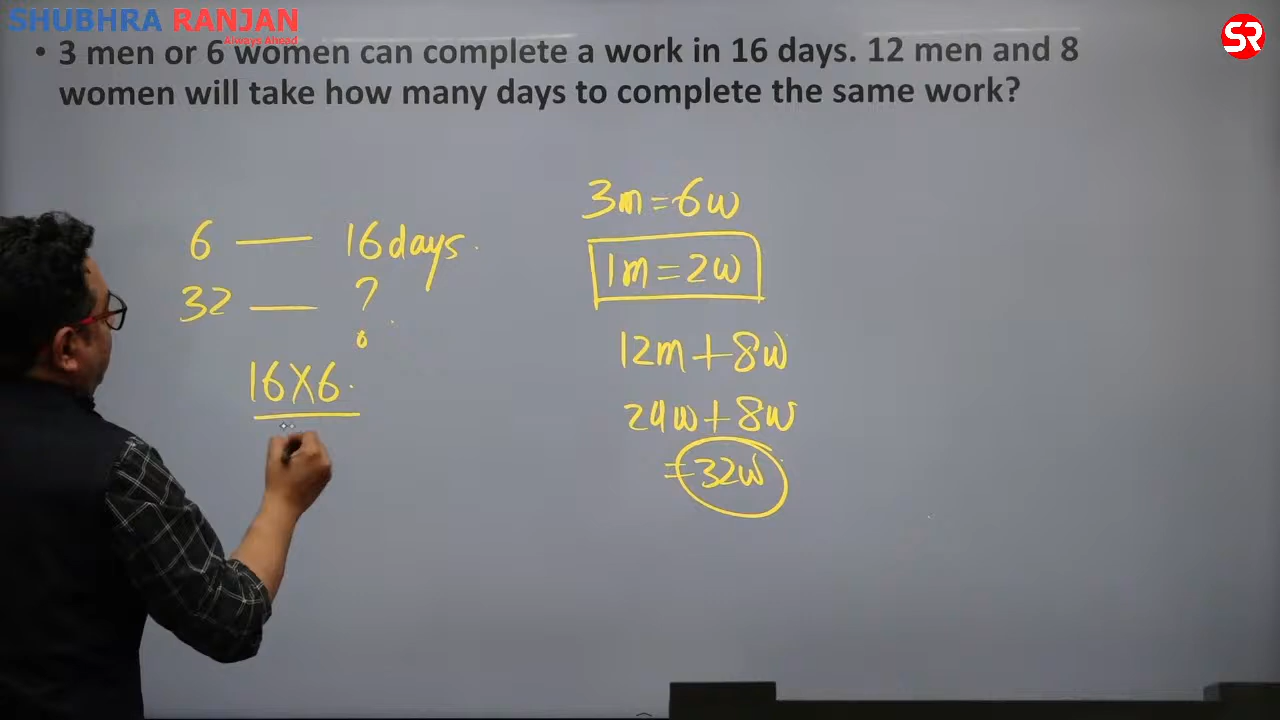 SHUBHRA RANJAN
Always Ahead
SR
• 3 men or 6 women can complete a work in 16 days. 12 men and 8
women will take how many days to complete the same work?
6 — 16 days.
32 — ?
16X6.
3m=6w
1m=2w
12m+8w
24w+8w
=32w